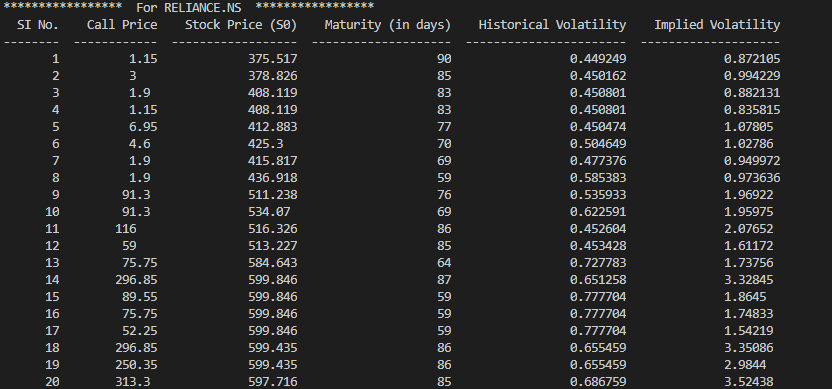 ***************** For RELIANCE.NS *****************
SI No. Call Price Stock Price (S0) Maturity (in days) Historical Volatility Implied Volatility
-------- ------------ ------------------ -------------------- ----------------------- --------------------
1 1.15 375.517 90 0.449249 0.872105
2 3 378.826 85 0.450162 0.994229
3 1.9 408.119 83 0.450801 0.882131
4 1.15 408.119 83 0.450801 0.835815
5 6.95 412.883 77 0.450474 1.07805
6 4.6 425.3 70 0.504649 1.02786
7 1.9 415.817 69 0.477376 0.949972
8 1.9 436.918 59 0.585383 0.973636
9 91.3 511.238 76 0.535933 1.96922
10 91.3 534.07 69 0.622591 1.95975
11 116 516.326 86 0.452604 2.07652
12 59 513.227 85 0.453428 1.61172
13 75.75 584.643 64 0.727783 1.73756
14 296.85 599.846 87 0.651258 3.32845
15 89.55 599.846 59 0.777704 1.8645
16 75.75 599.846 59 0.777704 1.74833
17 52.25 599.846 59 0.777704 1.54219
18 296.85 599.435 86 0.655459 3.35086
19 250.35 599.435 86 0.655459 2.9844
20 313.3 597.716 85 0.686759 3.52438